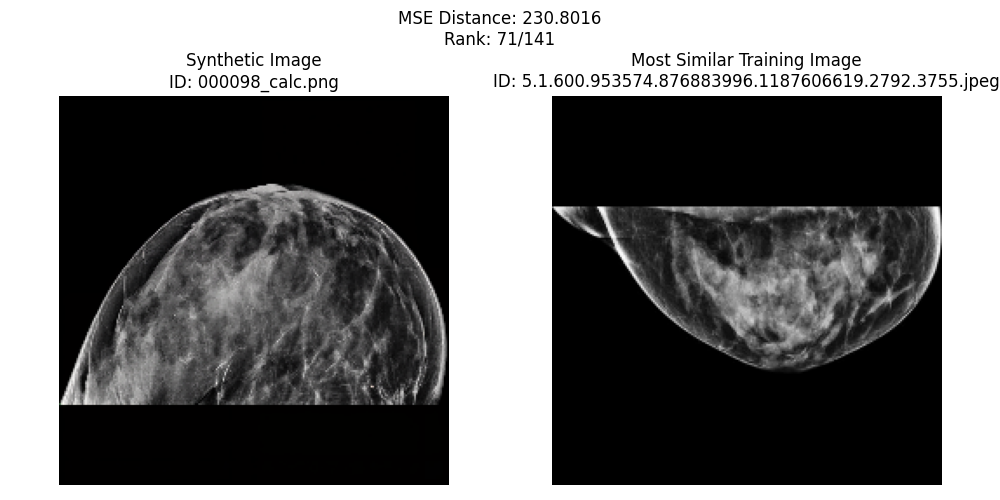 MSE Distance: 230.8016
Rank: 71/141
Synthetic Image
ID: 000098_calc.png
Most Similar Training Image
ID: 5.1.600.953574.876883996.1187606619.2792.3755.jpeg